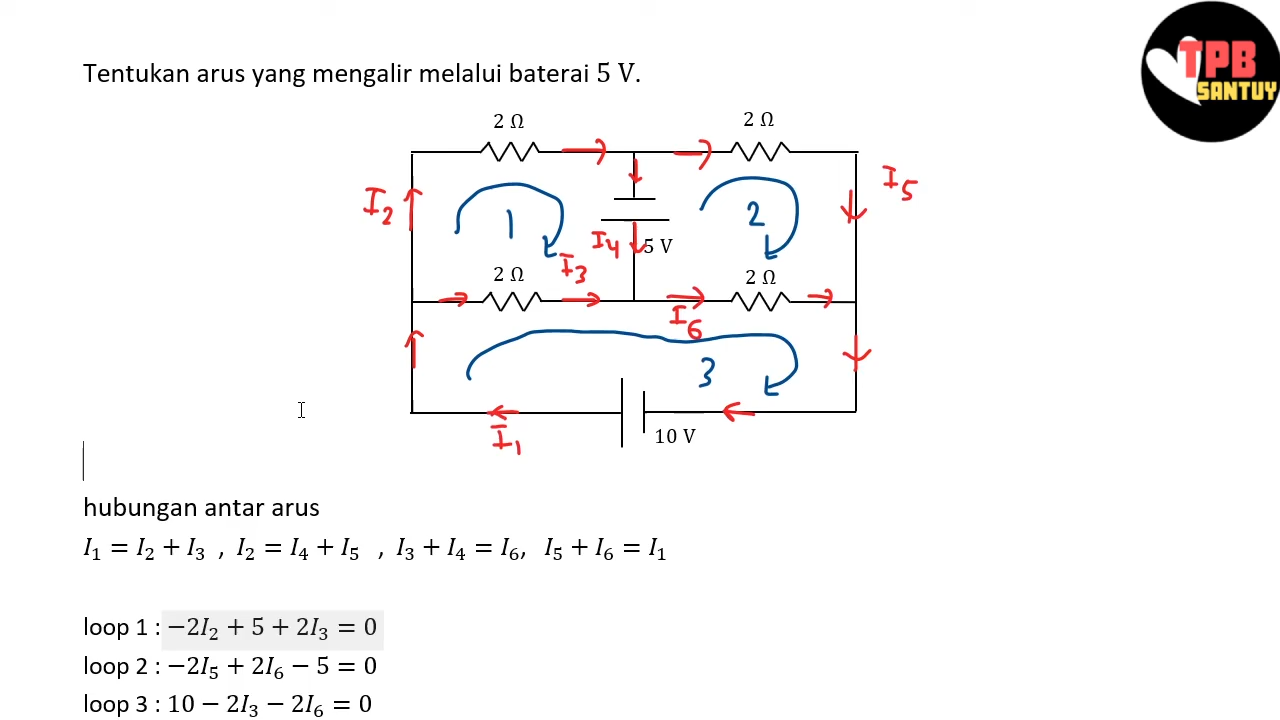 Tentukan arus yang mengalir melalui baterai 5 V.
TPB
SANTUY
2 Ω
2 Ω
I₂
I₅
1
2
I₄
5 V
2 Ω
I₃
2 Ω
I₆
3
I₁
10 V
hubungan antar arus
I₁ = I₂ + I₃ , I₂ = I₄ + I₅ , I₃ + I₄ = I₆, I₅ + I₆ = I₁
loop 1 : −2I₂ + 5 + 2I₃ = 0
loop 2 : −2I₅ + 2I₆ − 5 = 0
loop 3 : 10 − 2I₃ − 2I₆ = 0